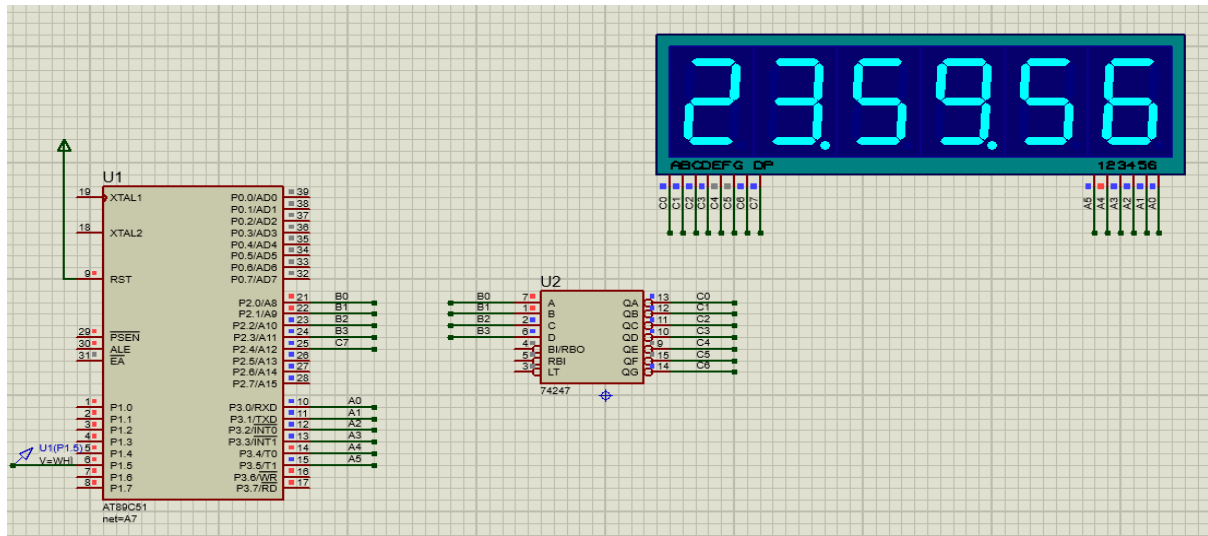 23.59.56
ABCDEFG DP
123456
C0 C1 C2 C3 C4 C5 C6 C7
A5 A4 A3 A2 A1 A0
U1
19 XTAL1
18 XTAL2
9 RST
29 PSEN
30 ALE
31 EA
1 P1.0
2 P1.1
3 P1.2
4 P1.3
5 P1.4
6 P1.5
7 P1.6
8 P1.7
U1(P1.5)
V=WHI
P0.0/AD0 39
P0.1/AD1 38
P0.2/AD2 37
P0.3/AD3 36
P0.4/AD4 35
P0.5/AD5 34
P0.6/AD6 33
P0.7/AD7 32
P2.0/A8 21 B0
P2.1/A9 22 B1
P2.2/A10 23 B2
P2.3/A11 24 B3
P2.4/A12 25 C7
P2.5/A13 26
P2.6/A14 27
P2.7/A15 28
P3.0/RXD 10 A0
P3.1/TXD 11 A1
P3.2/INT0 12 A2
P3.3/INT1 13 A3
P3.4/T0 14 A4
P3.5/T1 15 A5
P3.6/WR 16
P3.7/RD 17
AT89C51
net=A7
U2
B0 7 A QA 13 C0
B1 1 B QB 12 C1
B2 2 C QC 11 C2
B3 6 D QD 10 C3
4 BI/RBO QE 9 C4
5 RBI QF 15 C5
3 LT QG 14 C6
74247